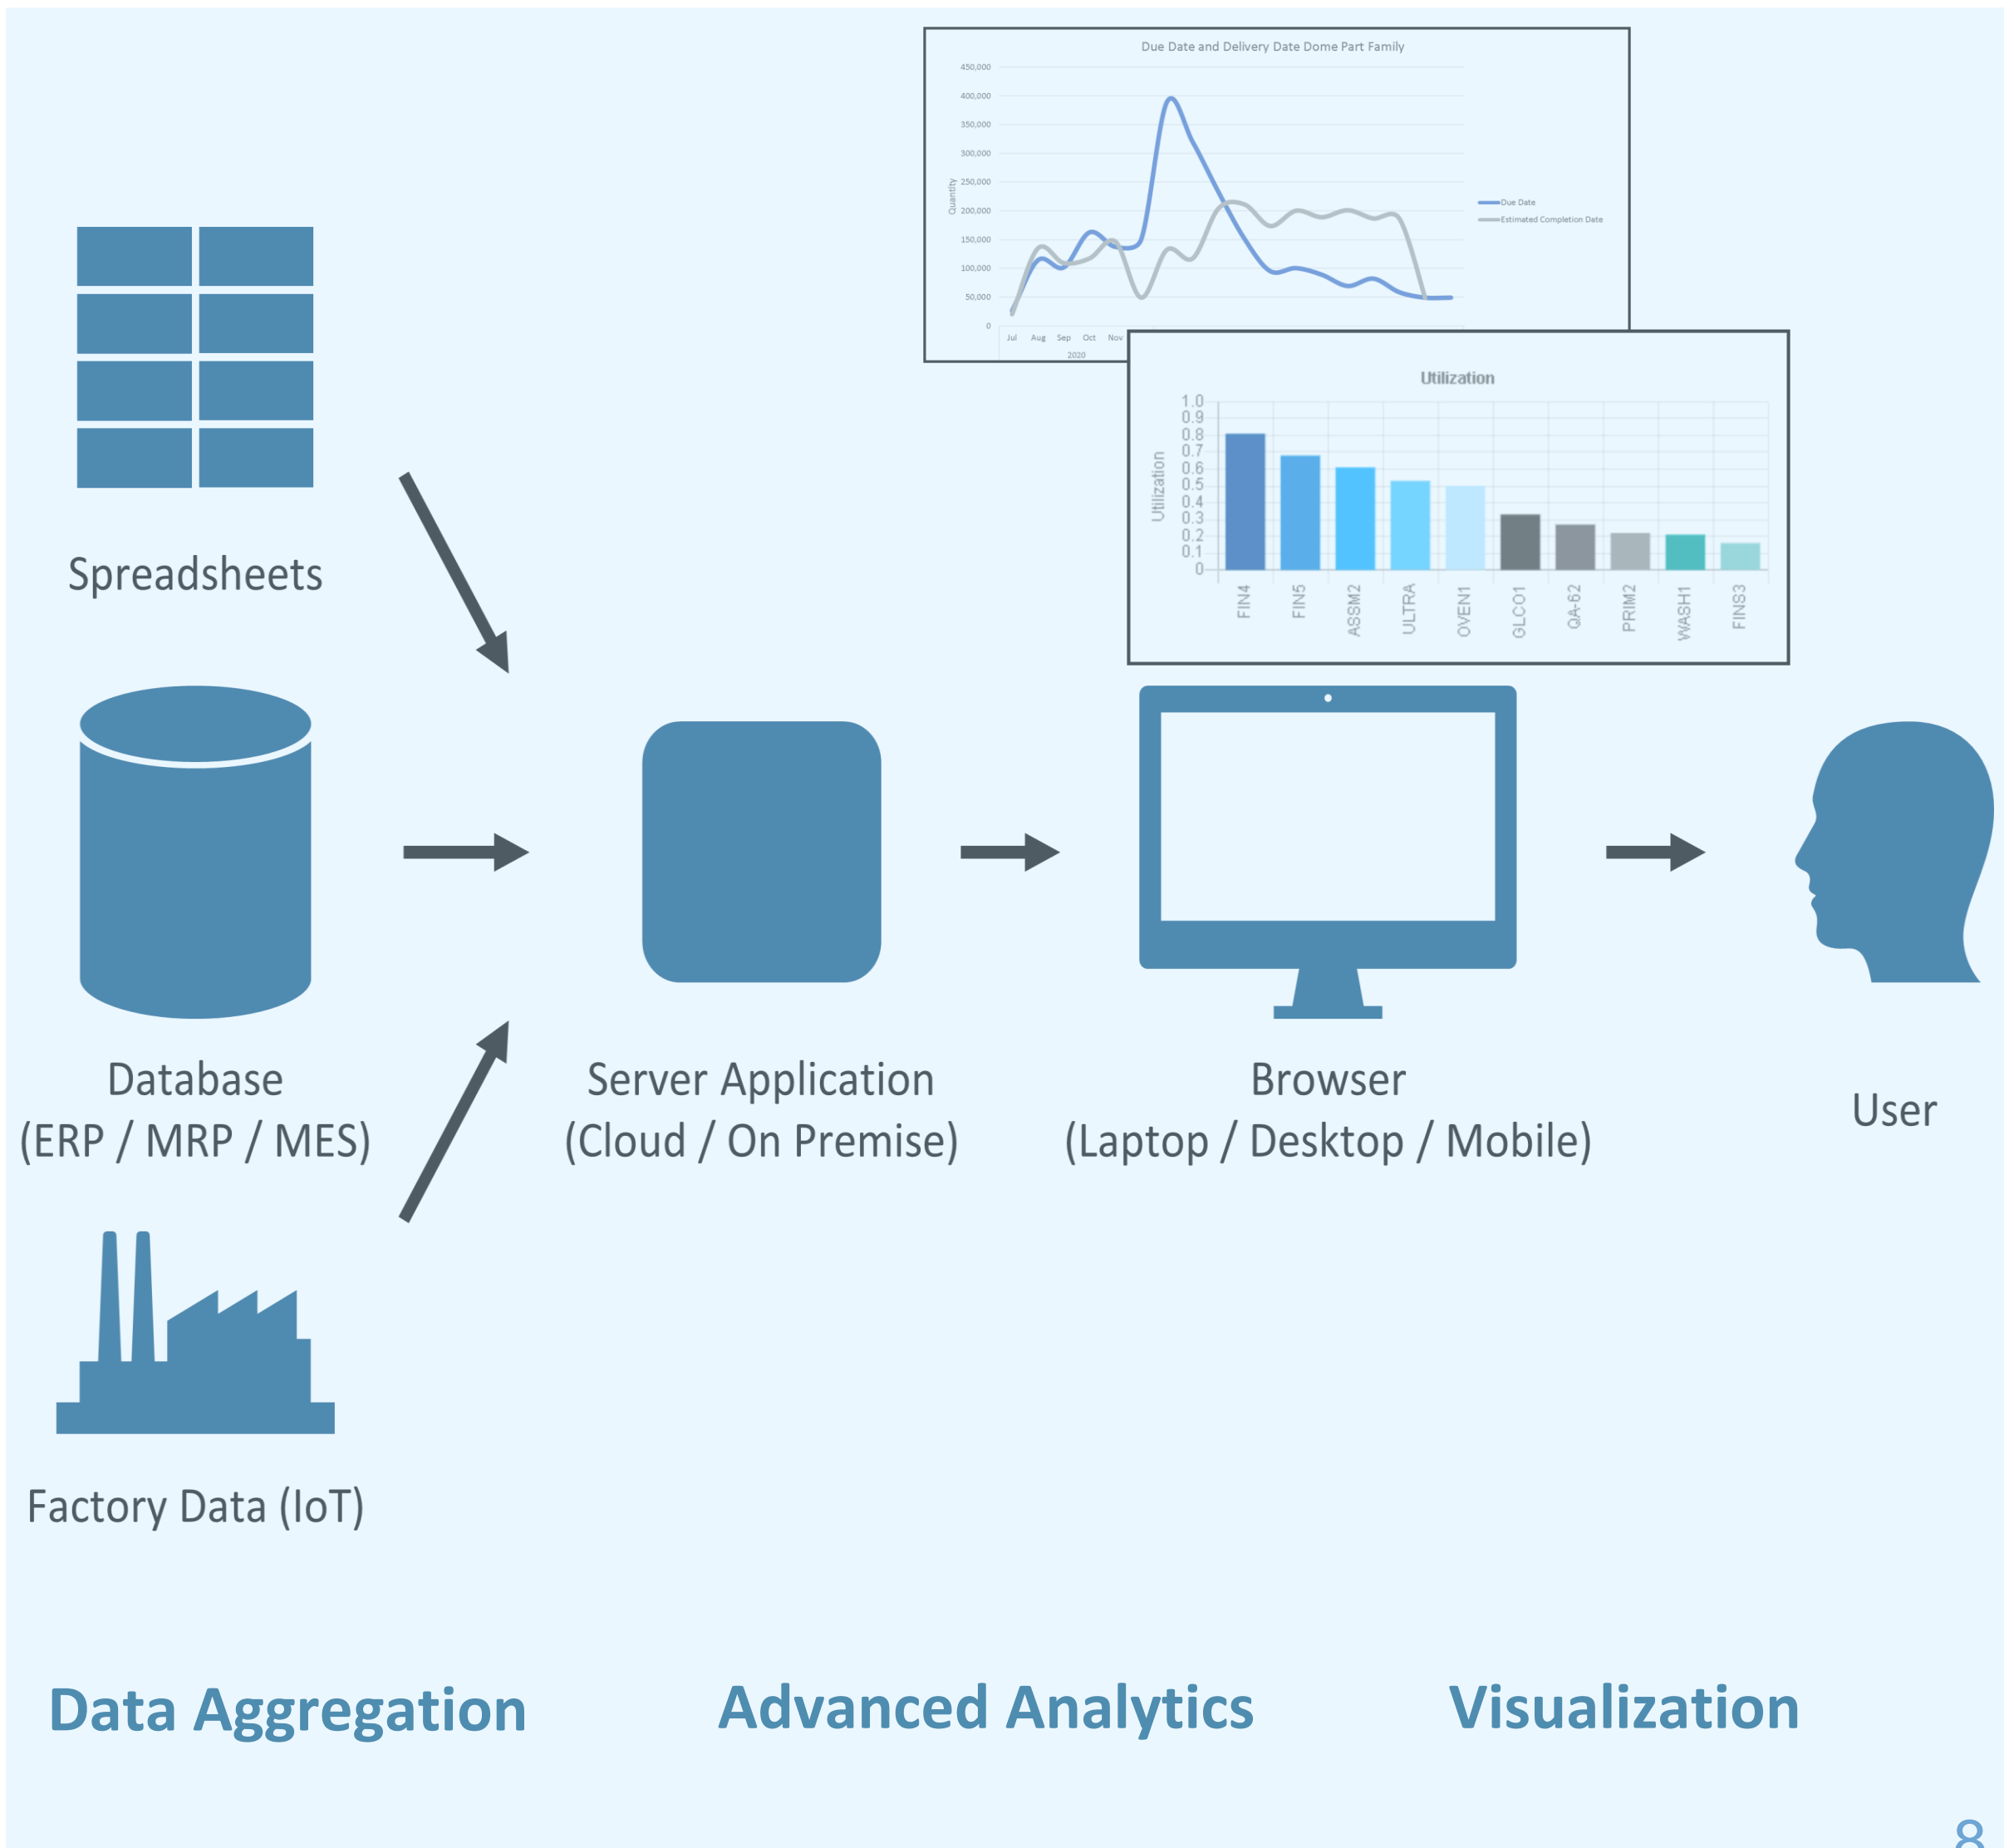 Due Date and Delivery Date Dome Part Family
450,000
400,000
350,000
300,000
250,000
200,000
150,000
100,000
50,000
0
Quantity
Jul Aug Sep Oct Nov
2020
Due Date
Estimated Completion Date
Utilization
1.0
0.9
0.8
0.7
0.6
0.5
0.4
0.3
0.2
0.1
0
Utilization
FIN4
FIN5
ASSM2
ULTRA
OVEN1
GLCO1
QA-62
PRIM2
WASH1
FINS3
Spreadsheets
Database
(ERP / MRP / MES)
Server Application
(Cloud / On Premise)
Browser
(Laptop / Desktop / Mobile)
User
Factory Data (IoT)
Data Aggregation
Advanced Analytics
Visualization
8